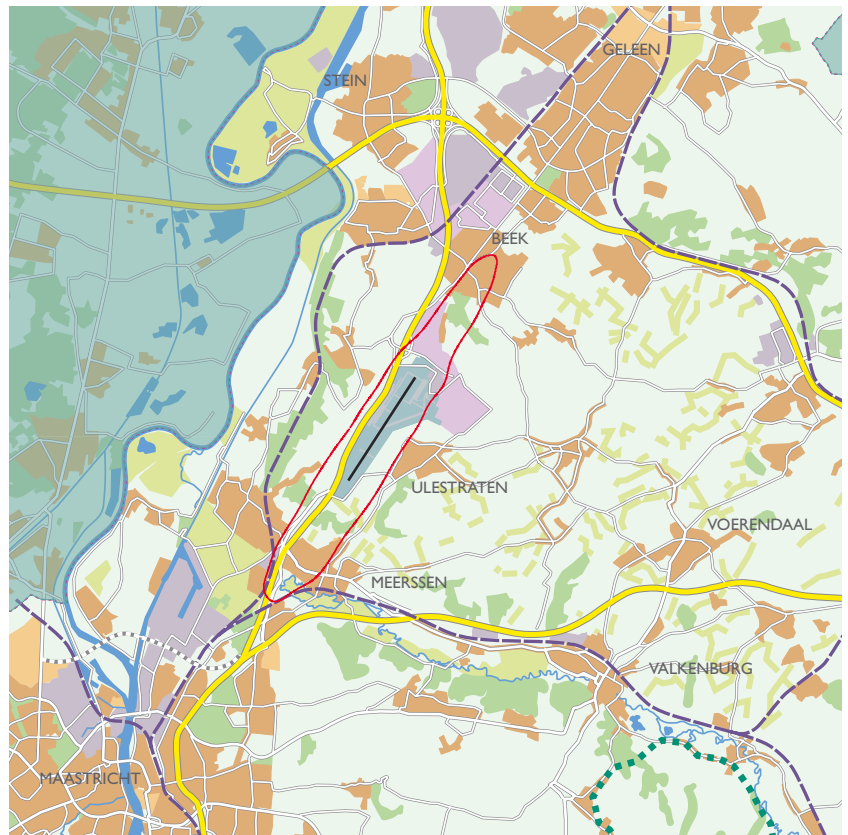 GELEEN
STEIN
BEEK
ULESTRATEN
VOERENDAAL
MEERSSEN
VALKENBURG
MAASTRICHT